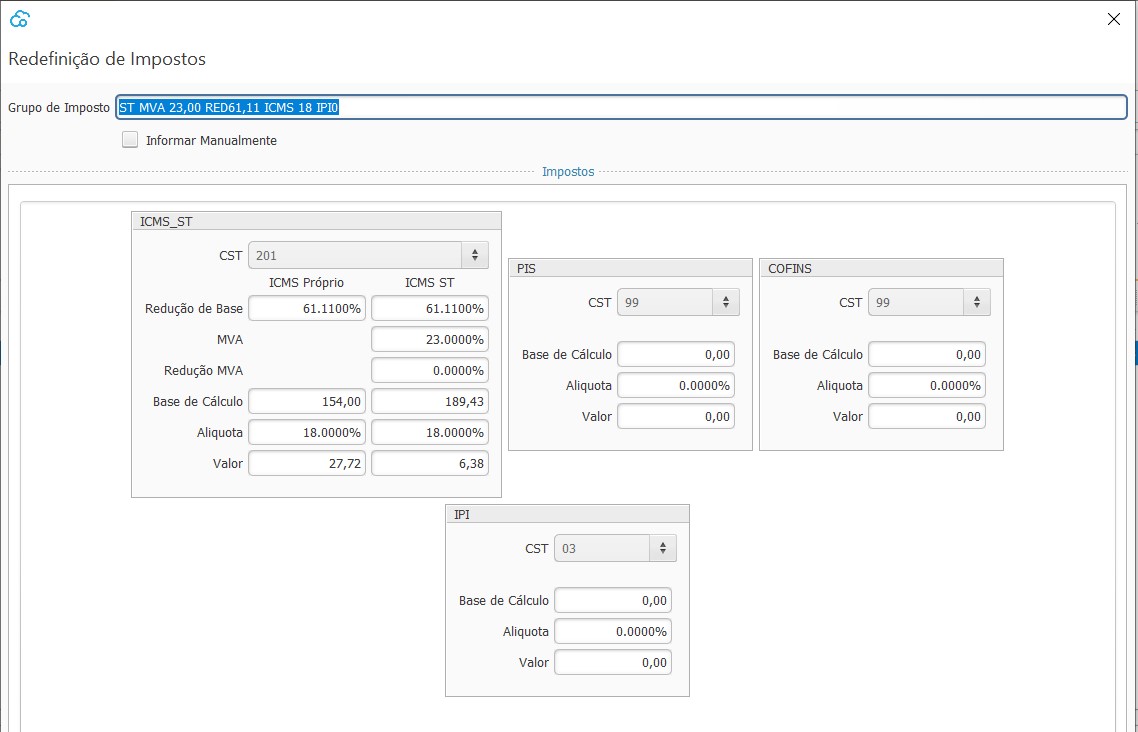 Redefinição de Impostos
Grupo de Imposto ST MVA 23,00 RED61,11 ICMS 18 IPI0
Informar Manualmente
Impostos
ICMS_ST
CST 201
ICMS Próprio ICMS ST
Redução de Base 61.1100% 61.1100%
MVA 23.0000%
Redução MVA 0.0000%
Base de Cálculo 154,00 189,43
Aliquota 18.0000% 18.0000%
Valor 27,72 6,38
PIS
CST 99
Base de Cálculo 0,00
Aliquota 0.0000%
Valor 0,00
COFINS
CST 99
Base de Cálculo 0,00
Aliquota 0.0000%
Valor 0,00
IPI
CST 03
Base de Cálculo 0,00
Aliquota 0.0000%
Valor 0,00